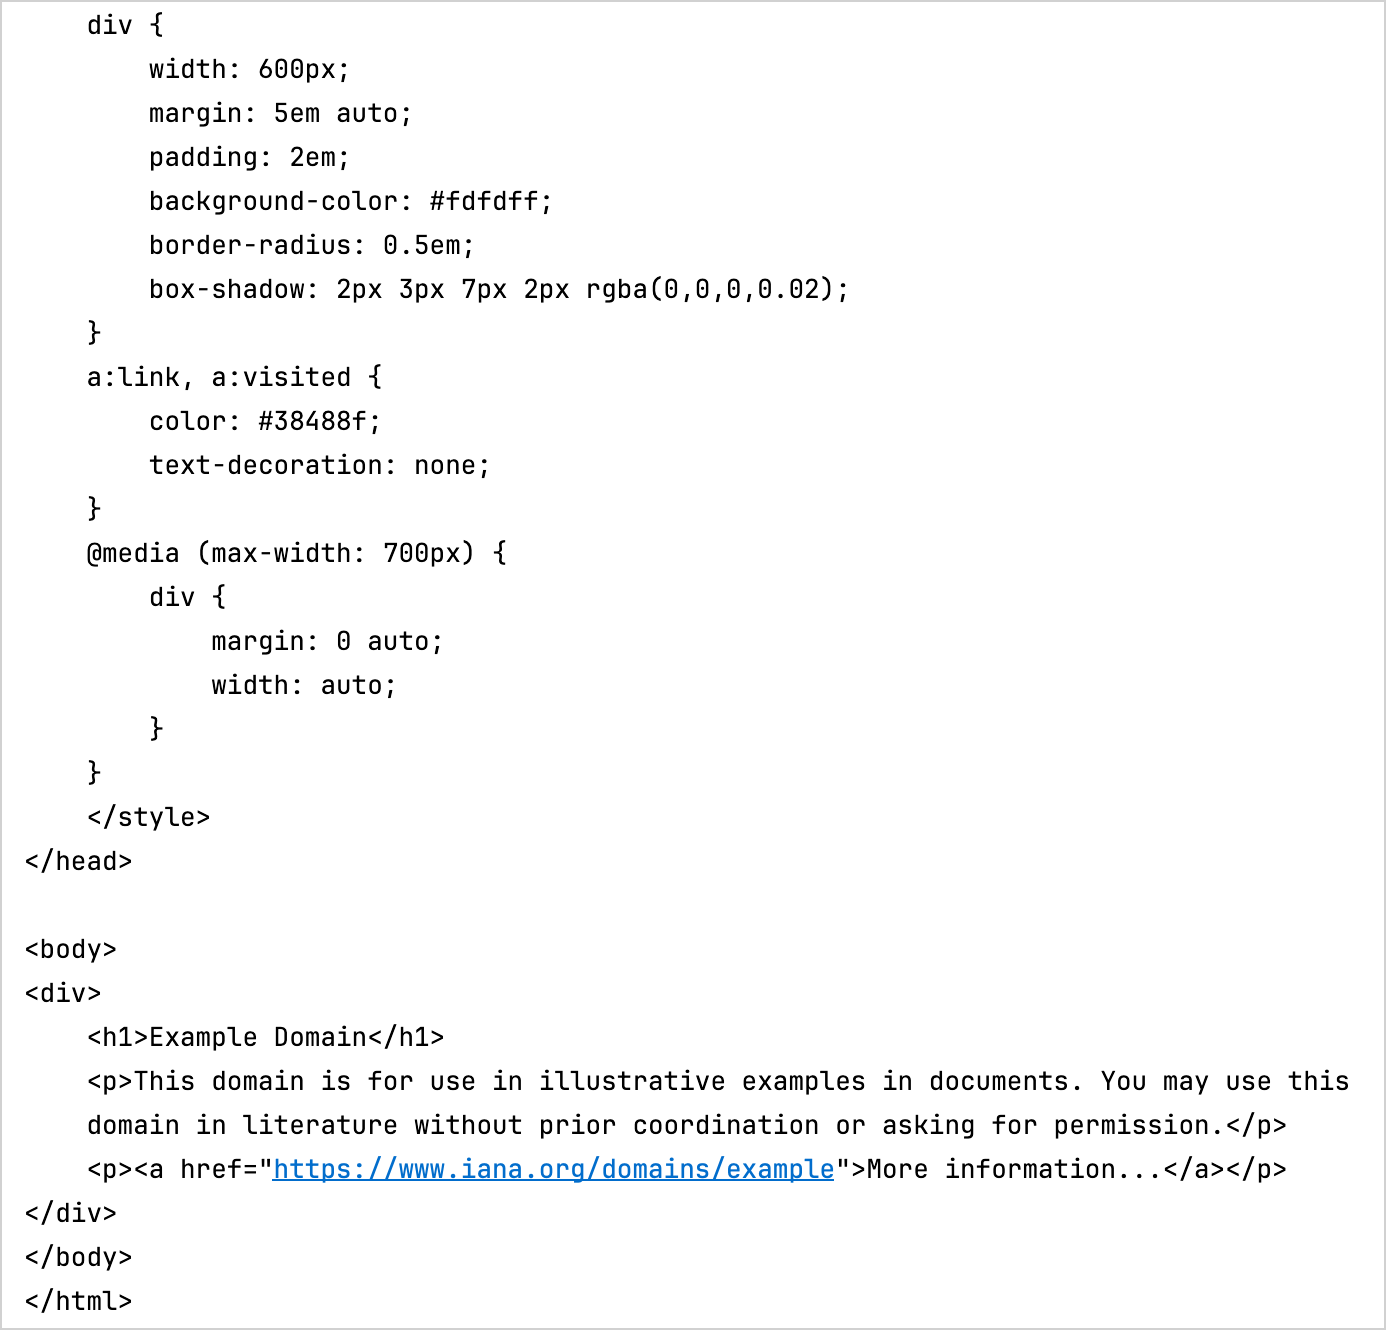 div {
        width: 600px;
        margin: 5em auto;
        padding: 2em;
        background-color: #fdfdff;
        border-radius: 0.5em;
        box-shadow: 2px 3px 7px 2px rgba(0,0,0,0.02);
    }
    a:link, a:visited {
        color: #38488f;
        text-decoration: none;
    }
    @media (max-width: 700px) {
        div {
            margin: 0 auto;
            width: auto;
        }
    }
    </style>
</head>

<body>
<div>
    <h1>Example Domain</h1>
    <p>This domain is for use in illustrative examples in documents. You may use this
    domain in literature without prior coordination or asking for permission.</p>
    <p><a href="https://www.iana.org/domains/example">More information...</a></p>
</div>
</body>
</html>